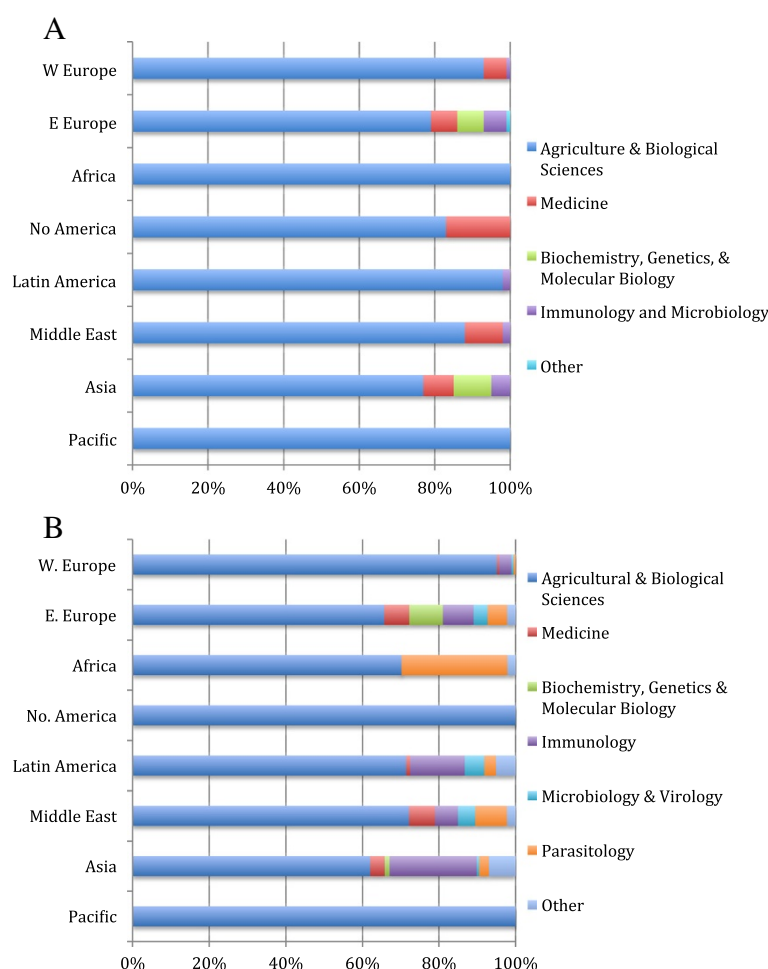 A
W Europe
E Europe
Africa
No America
Latin America
Middle East
Asia
Pacific
0% 20% 40% 60% 80% 100%
Agriculture & Biological
Sciences
Medicine
Biochemistry, Genetics, &
Molecular Biology
Immunology and Microbiology
Other
B
W. Europe
E. Europe
Africa
No. America
Latin America
Middle East
Asia
Pacific
0% 20% 40% 60% 80% 100%
Agricultural & Biological
Sciences
Medicine
Biochemistry, Genetics &
Molecular Biology
Immunology
Microbiology & Virology
Parasitology
Other